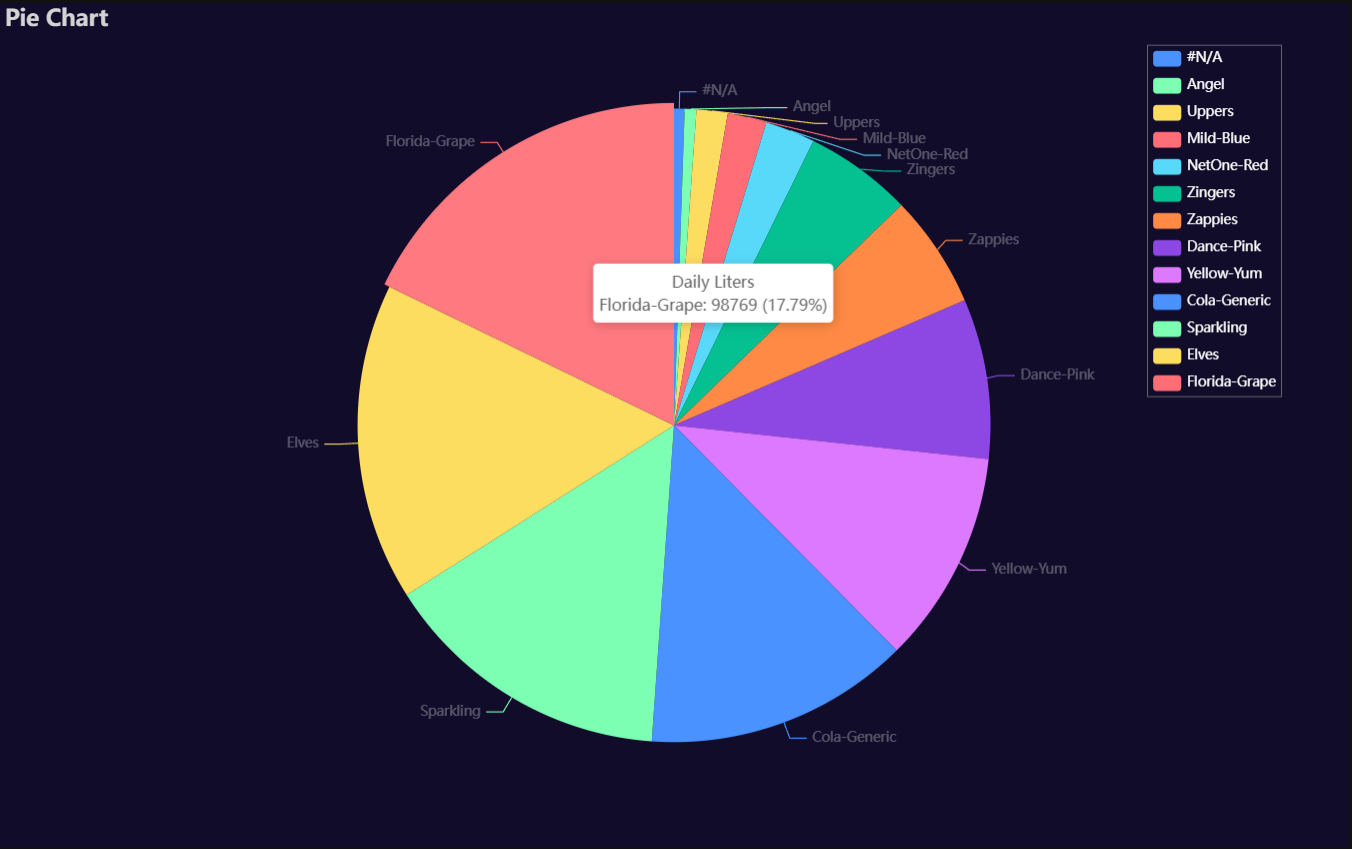 Pie Chart
#N/A
Angel
Uppers
Mild-Blue
NetOne-Red
Zingers
Zappies
Dance-Pink
Yellow-Yum
Cola-Generic
Sparkling
Elves
Florida-Grape
Daily Liters
Florida-Grape: 98769 (17.79%)
#N/A
Angel
Uppers
Mild-Blue
NetOne-Red
Zingers
Zappies
Dance-Pink
Yellow-Yum
Cola-Generic
Sparkling
Elves
Florida-Grape